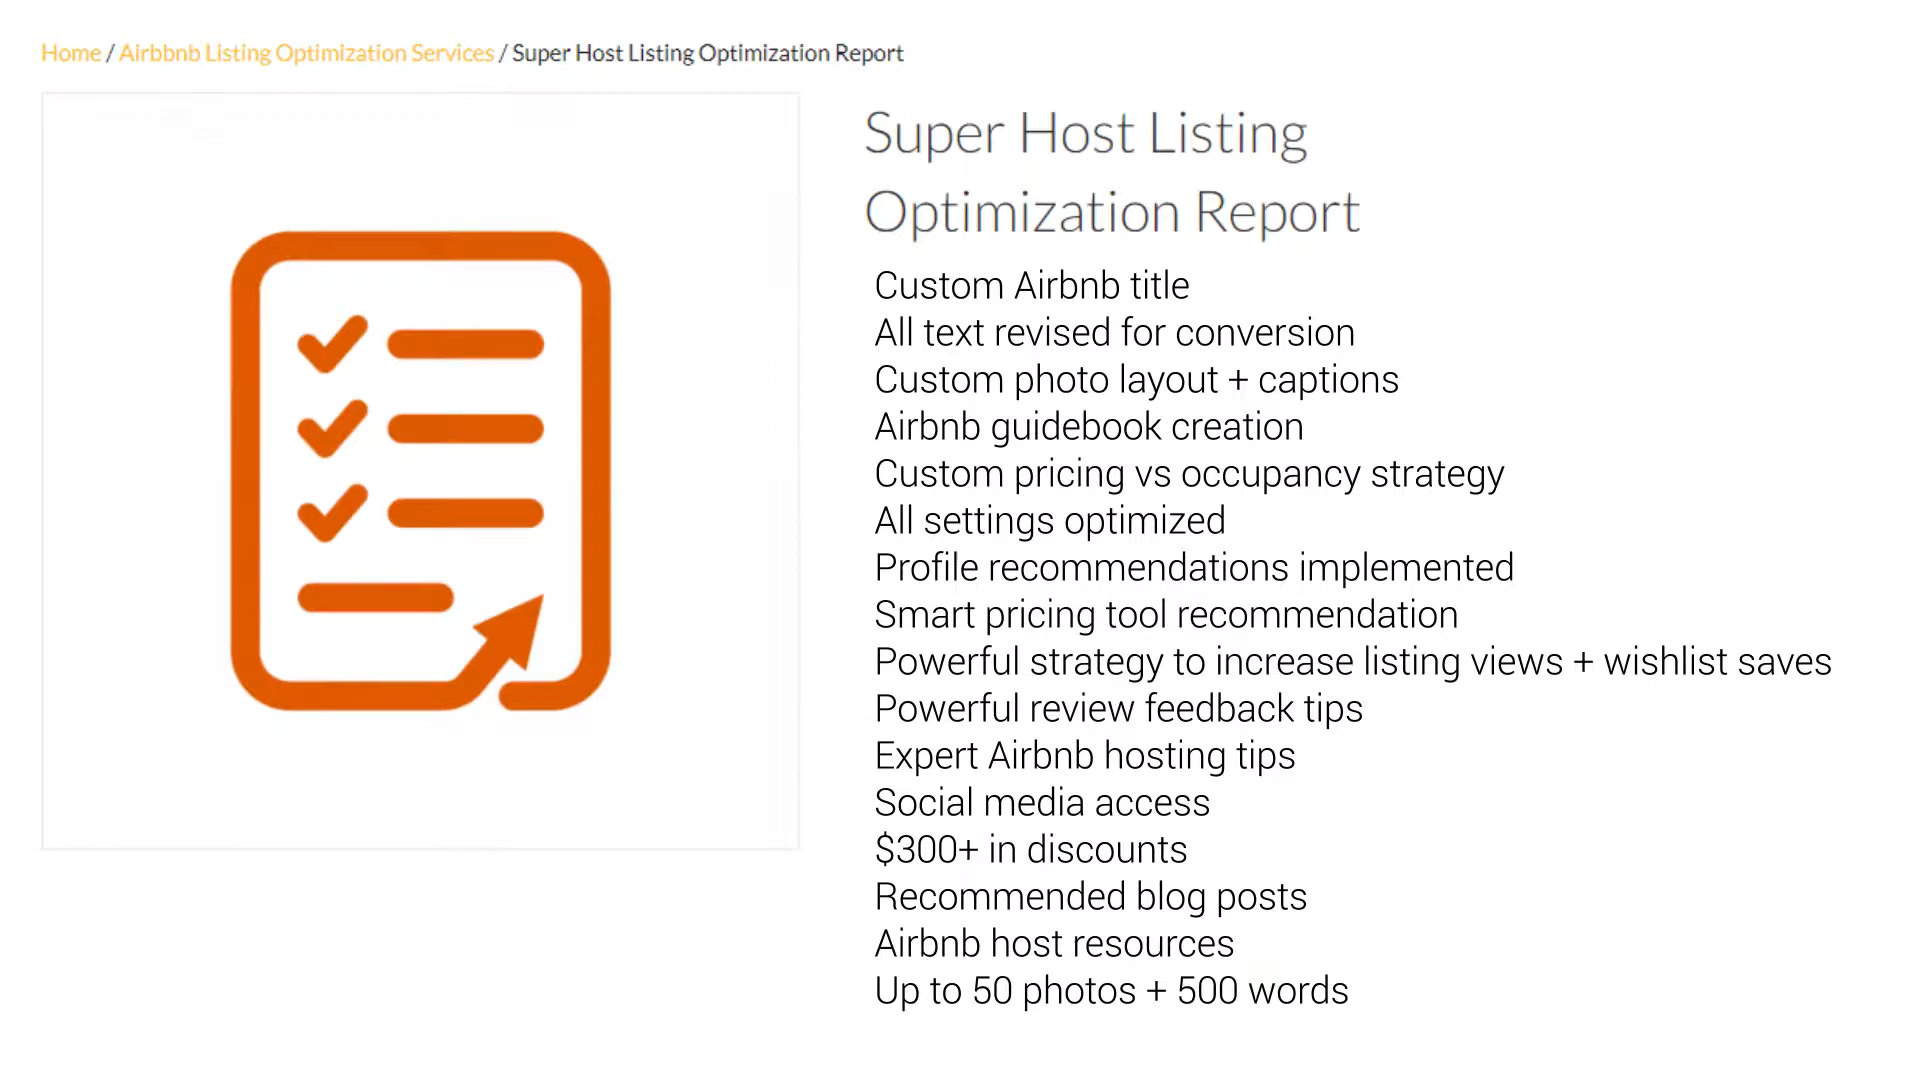 Home / Airbbnb Listing Optimization Services / Super Host Listing Optimization Report
Super Host Listing
Optimization Report
Custom Airbnb title
All text revised for conversion
Custom photo layout + captions
Airbnb guidebook creation
Custom pricing vs occupancy strategy
All settings optimized
Profile recommendations implemented
Smart pricing tool recommendation
Powerful strategy to increase listing views + wishlist saves
Powerful review feedback tips
Expert Airbnb hosting tips
Social media access
$300+ in discounts
Recommended blog posts
Airbnb host resources
Up to 50 photos + 500 words